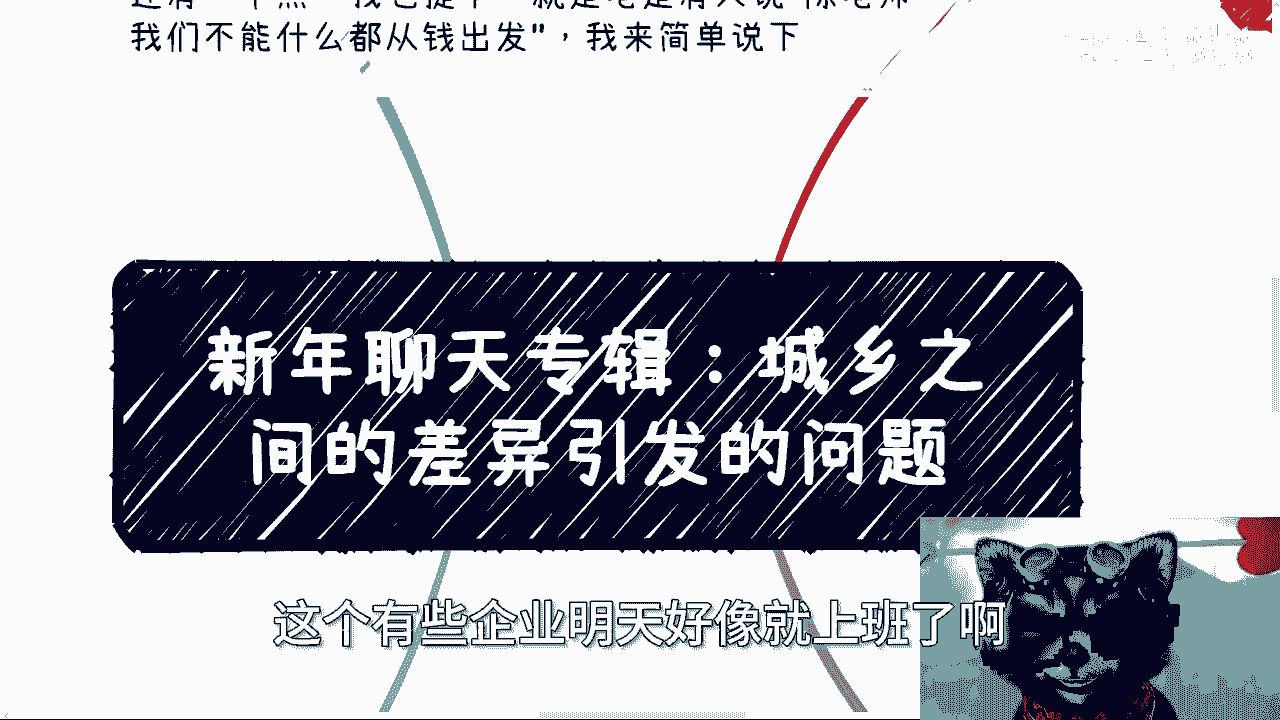 我们不能什么都从钱出发"，我来简单说下
新年聊天专辑：城乡之
间的差异引发的问题
这个有些企业明天好像就上班了啊